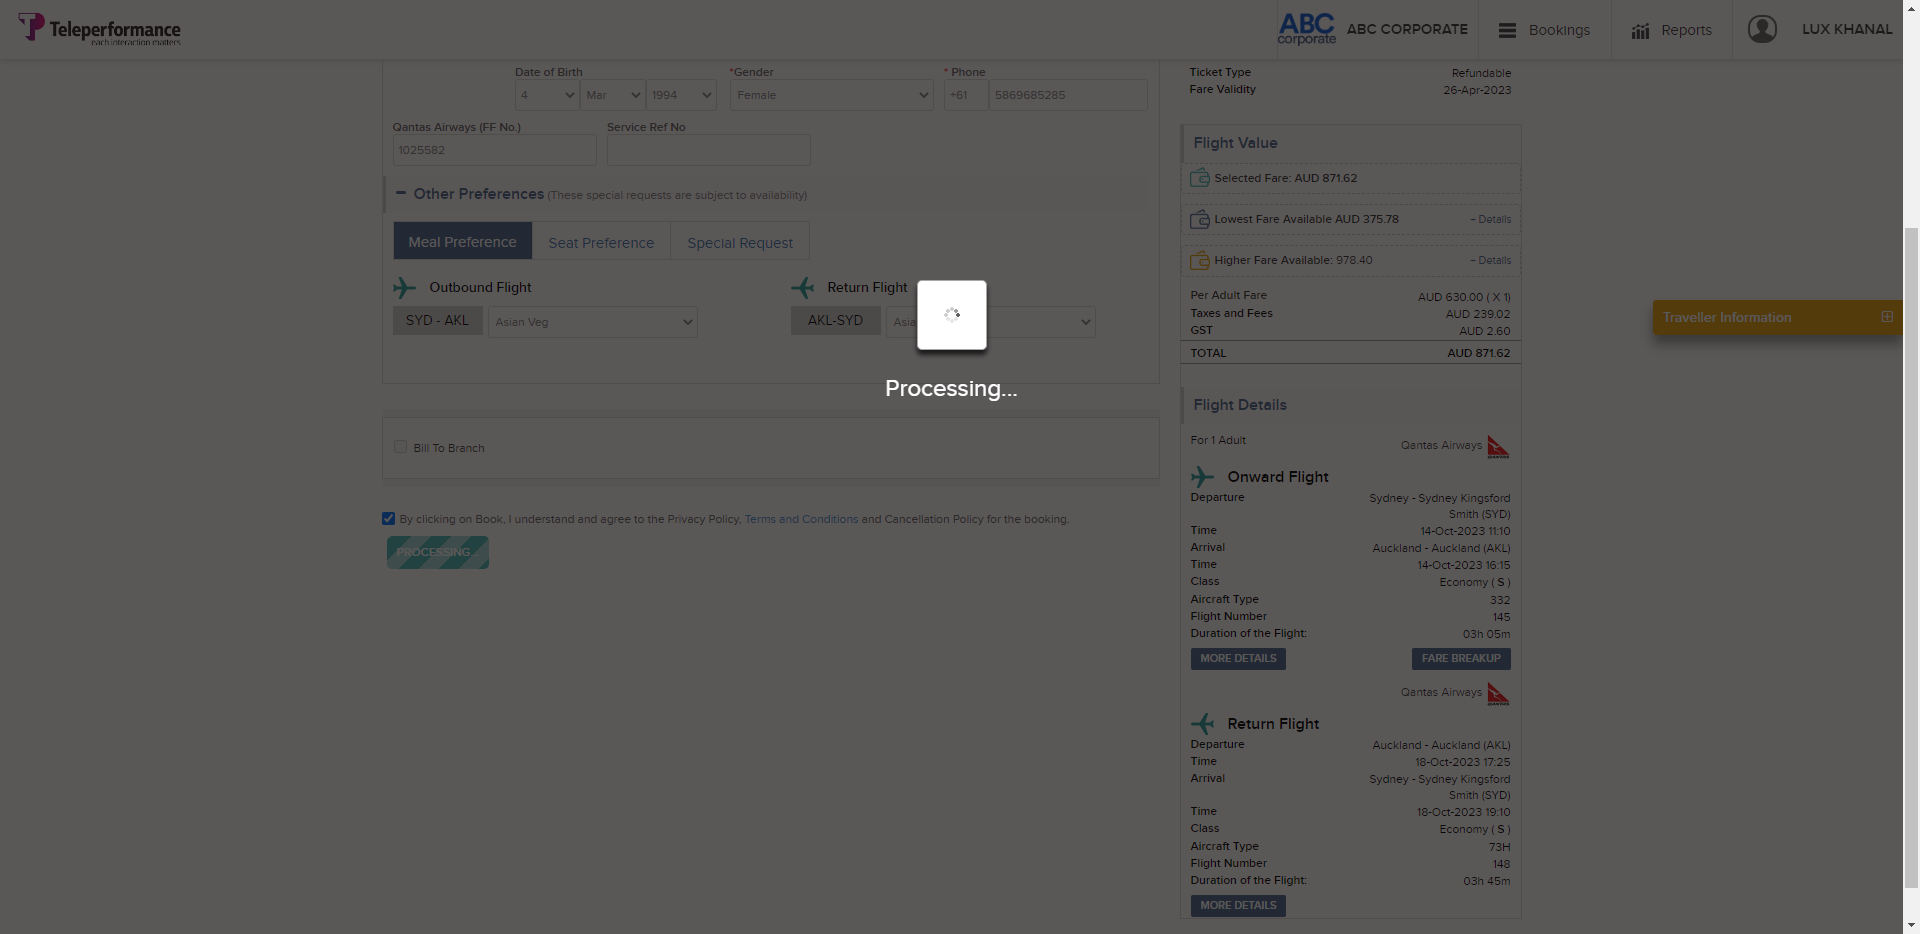 Teleperformance
each interaction matters
ABC
corporate
ABC CORPORATE
Bookings
Reports
LUX KHANAL
Date of Birth
*Gender
* Phone
4
Mar
1994
Female
+61
5869685285
Qantas Airways (FF No.)
Service Ref No
1025582
Other Preferences (These special requests are subject to availability)
Meal Preference
Seat Preference
Special Request
Outbound Flight
Return Flight
SYD - AKL
Asian Veg
AKL-SYD
Asia
Processing...
Bill To Branch
By clicking on Book, I understand and agree to the Privacy Policy, Terms and Conditions and Cancellation Policy for the booking.
PROCESSING...
Ticket Type
Refundable
Fare Validity
26-Apr-2023
Flight Value
Selected Fare: AUD 871.62
Lowest Fare Available AUD 375.78
- Details
Higher Fare Available: 978.40
- Details
Per Adult Fare
AUD 630.00 ( X 1)
Taxes and Fees
AUD 239.02
GST
AUD 2.60
TOTAL
AUD 871.62
Traveller Information
Flight Details
For 1 Adult
Qantas Airways
Onward Flight
Departure
Sydney - Sydney Kingsford
Smith (SYD)
Time
14-Oct-2023 11:10
Arrival
Auckland - Auckland (AKL)
Time
14-Oct-2023 16:15
Class
Economy ( S )
Aircraft Type
332
Flight Number
145
Duration of the Flight:
03h 05m
MORE DETAILS
FARE BREAKUP
Qantas Airways
Return Flight
Departure
Auckland - Auckland (AKL)
Time
18-Oct-2023 17:25
Arrival
Sydney - Sydney Kingsford
Smith (SYD)
Time
18-Oct-2023 19:10
Class
Economy ( S )
Aircraft Type
73H
Flight Number
148
Duration of the Flight:
03h 45m
MORE DETAILS